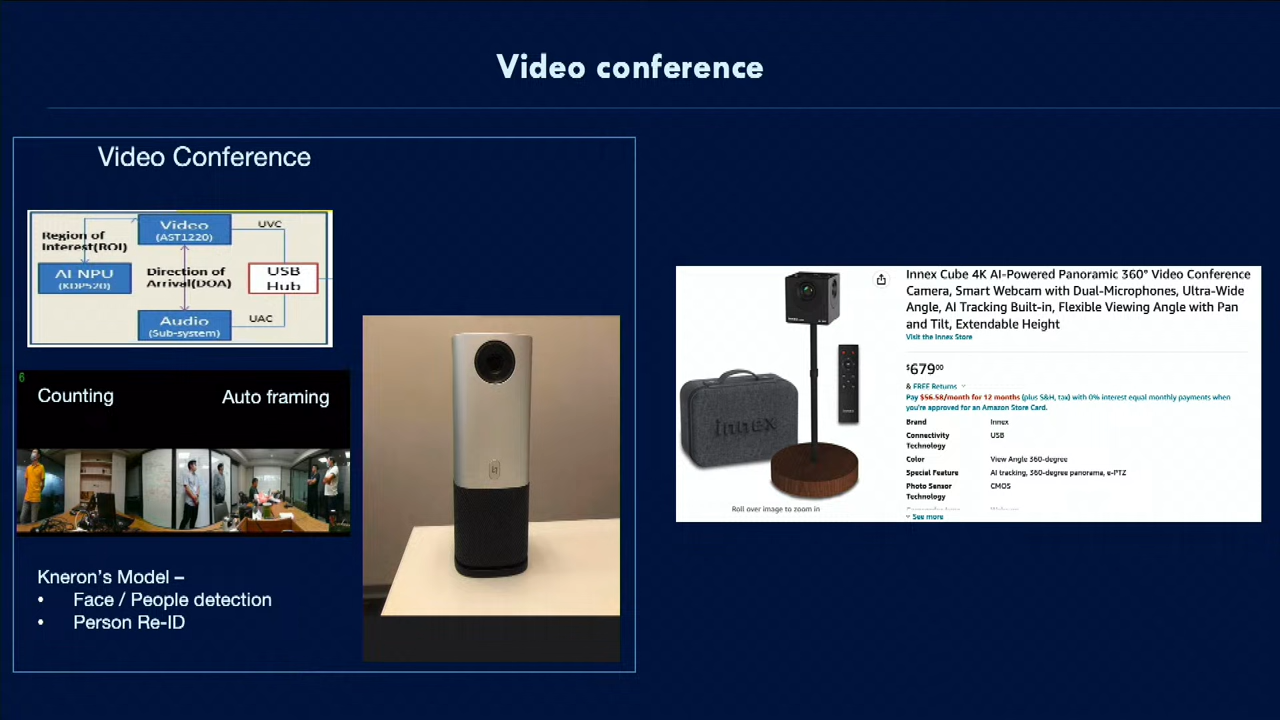 Video conference
Video Conference
Video
(AST1220)
UVC
Region of
Interest(ROI)
AI NPU
(KDP520)
Direction of
Arrival(DOA)
USB
Hub
Audio
(Sub-system)
UAC
6
Counting
Auto framing
Kneron's Model –
• Face / People detection
• Person Re-ID
innex
Roll over image to zoom in
Innex Cube 4K AI-Powered Panoramic 360° Video Conference
Camera, Smart Webcam with Dual-Microphones, Ultra-Wide
Angle, AI Tracking Built-in, Flexible Viewing Angle with Pan
and Tilt, Extendable Height
Visit the Innex Store
$67900
& FREE Returns
Pay $56.58/month for 12 months (plus S&H, tax) with 0% interest equal monthly payments when
you're approved for an Amazon Store Card.
Brand Innex
Connectivity USB
Technology
Color View Angle 360-degree
Special Feature AI tracking, 360-degree panorama, e-PTZ
Photo Sensor CMOS
Technology
See more